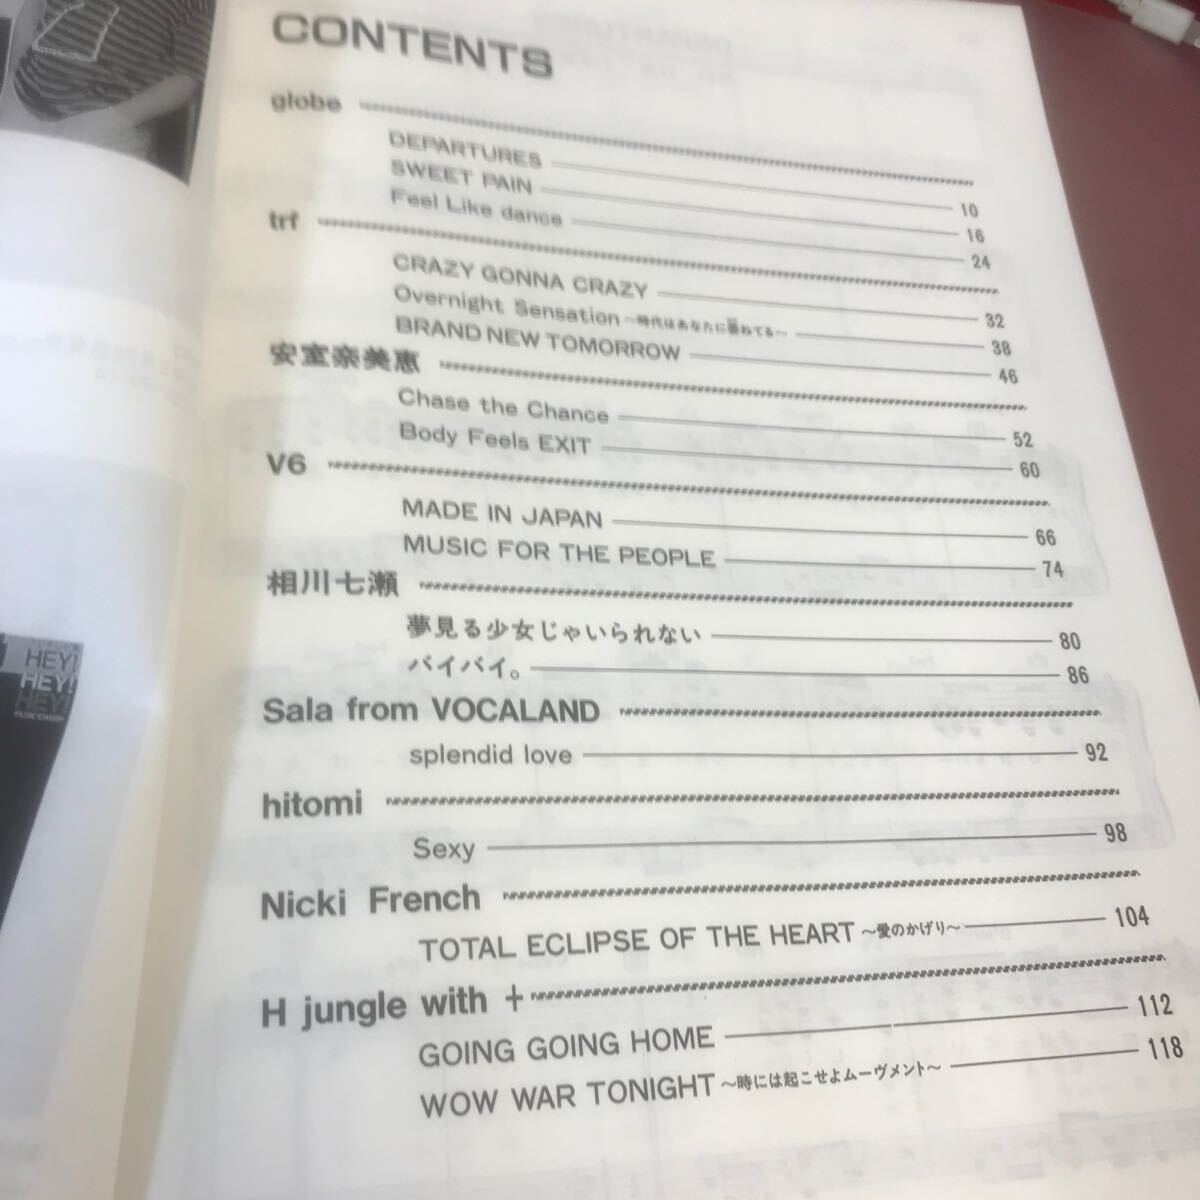 CONTENTS
globe
DEPARTURES 10
SWEET PAIN 16
Feel Like dance 24
trf
CRAZY GONNA CRAZY 32
Overnight Sensation ～時代はあなたに委ねてる～ 38
BRAND NEW TOMORROW 46
安室奈美恵
Chase the Chance 52
Body Feels EXIT 60
V6
MADE IN JAPAN 66
MUSIC FOR THE PEOPLE 74
相川七瀬
夢見る少女じゃいられない 80
バイバイ。 86
Sala from VOCALAND
splendid love 92
hitomi
Sexy 98
Nicki French
TOTAL ECLIPSE OF THE HEART ～愛のかげり～ 104
H jungle with +
GOING GOING HOME 112
WOW WAR TONIGHT ～時には起こせよムーヴメント～ 118
HEY!
HEY!
HEY!
MUSIC CHAMP